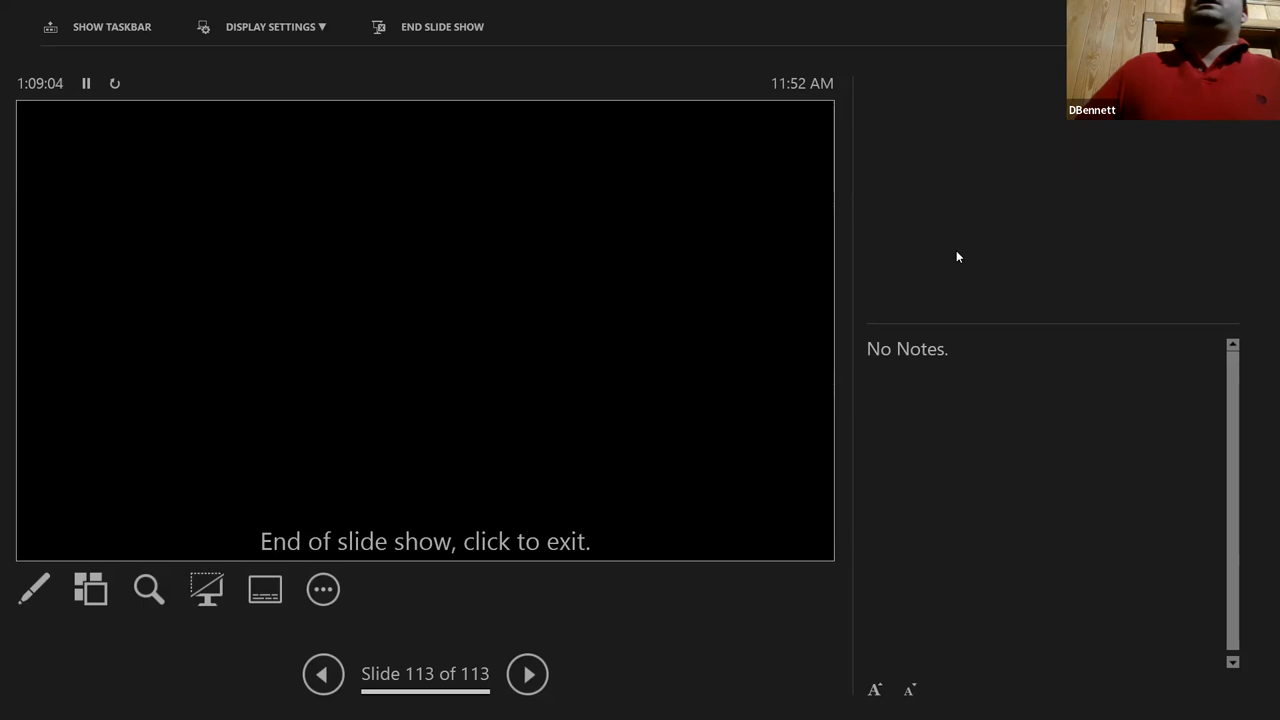 SHOW TASKBAR
DISPLAY SETTINGS ▼
END SLIDE SHOW
DBennett
1:09:04
11:52 AM
End of slide show, click to exit.
No Notes.
Slide 113 of 113
A
A